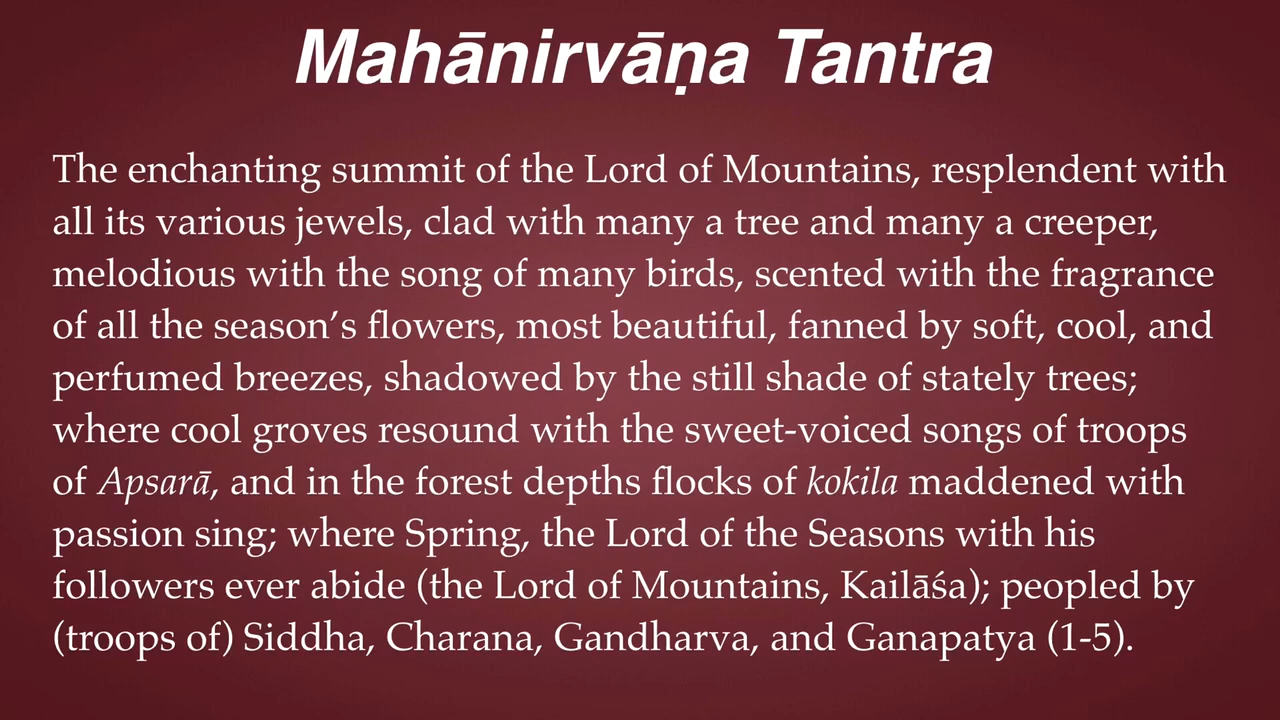 Mahānirvāṇa Tantra
The enchanting summit of the Lord of Mountains, resplendent with
all its various jewels, clad with many a tree and many a creeper,
melodious with the song of many birds, scented with the fragrance
of all the season’s flowers, most beautiful, fanned by soft, cool, and
perfumed breezes, shadowed by the still shade of stately trees;
where cool groves resound with the sweet-voiced songs of troops
of Apsarā, and in the forest depths flocks of kokila maddened with
passion sing; where Spring, the Lord of the Seasons with his
followers ever abide (the Lord of Mountains, Kailāśa); peopled by
(troops of) Siddha, Charana, Gandharva, and Ganapatya (1-5).